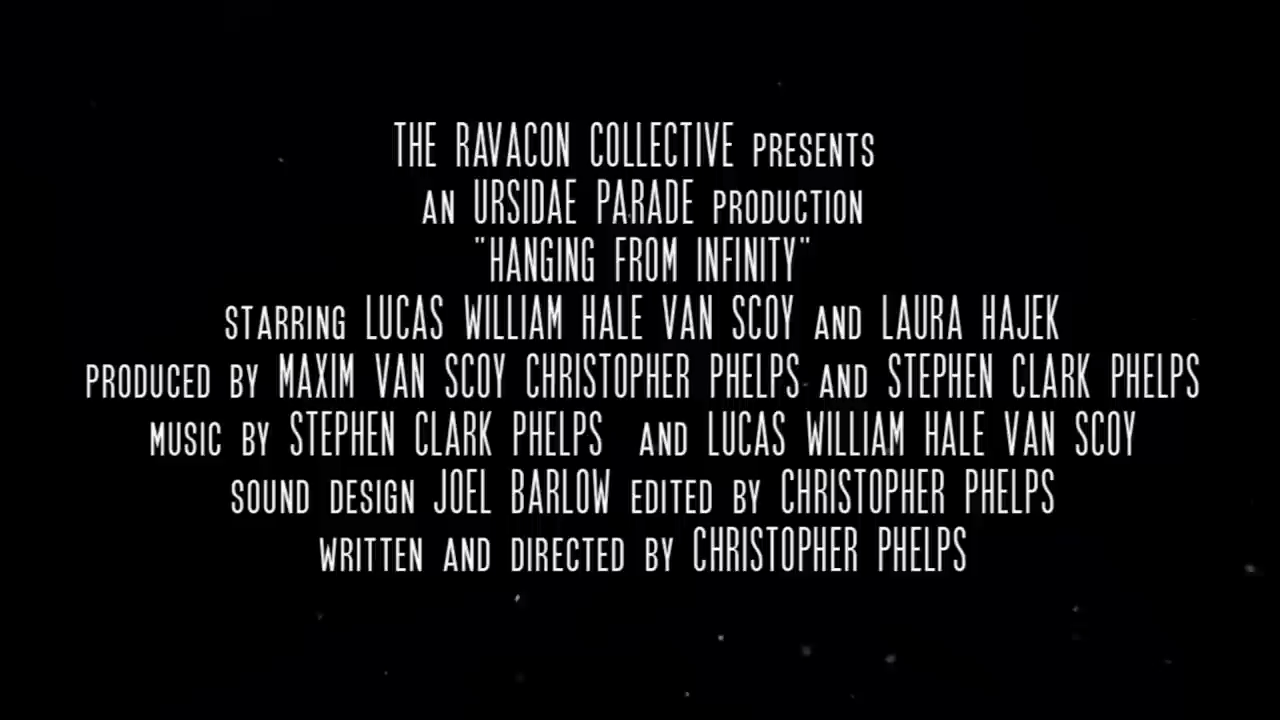 THE RAVACON COLLECTIVE PRESENTS
AN URSIDAE PARADE PRODUCTION
"HANGING FROM INFINITY"
STARRING LUCAS WILLIAM HALE VAN SCOY AND LAURA HAJEK
PRODUCED BY MAXIM VAN SCOY CHRISTOPHER PHELPS AND STEPHEN CLARK PHELPS
MUSIC BY STEPHEN CLARK PHELPS AND LUCAS WILLIAM HALE VAN SCOY
SOUND DESIGN JOEL BARLOW EDITED BY CHRISTOPHER PHELPS
WRITTEN AND DIRECTED BY CHRISTOPHER PHELPS